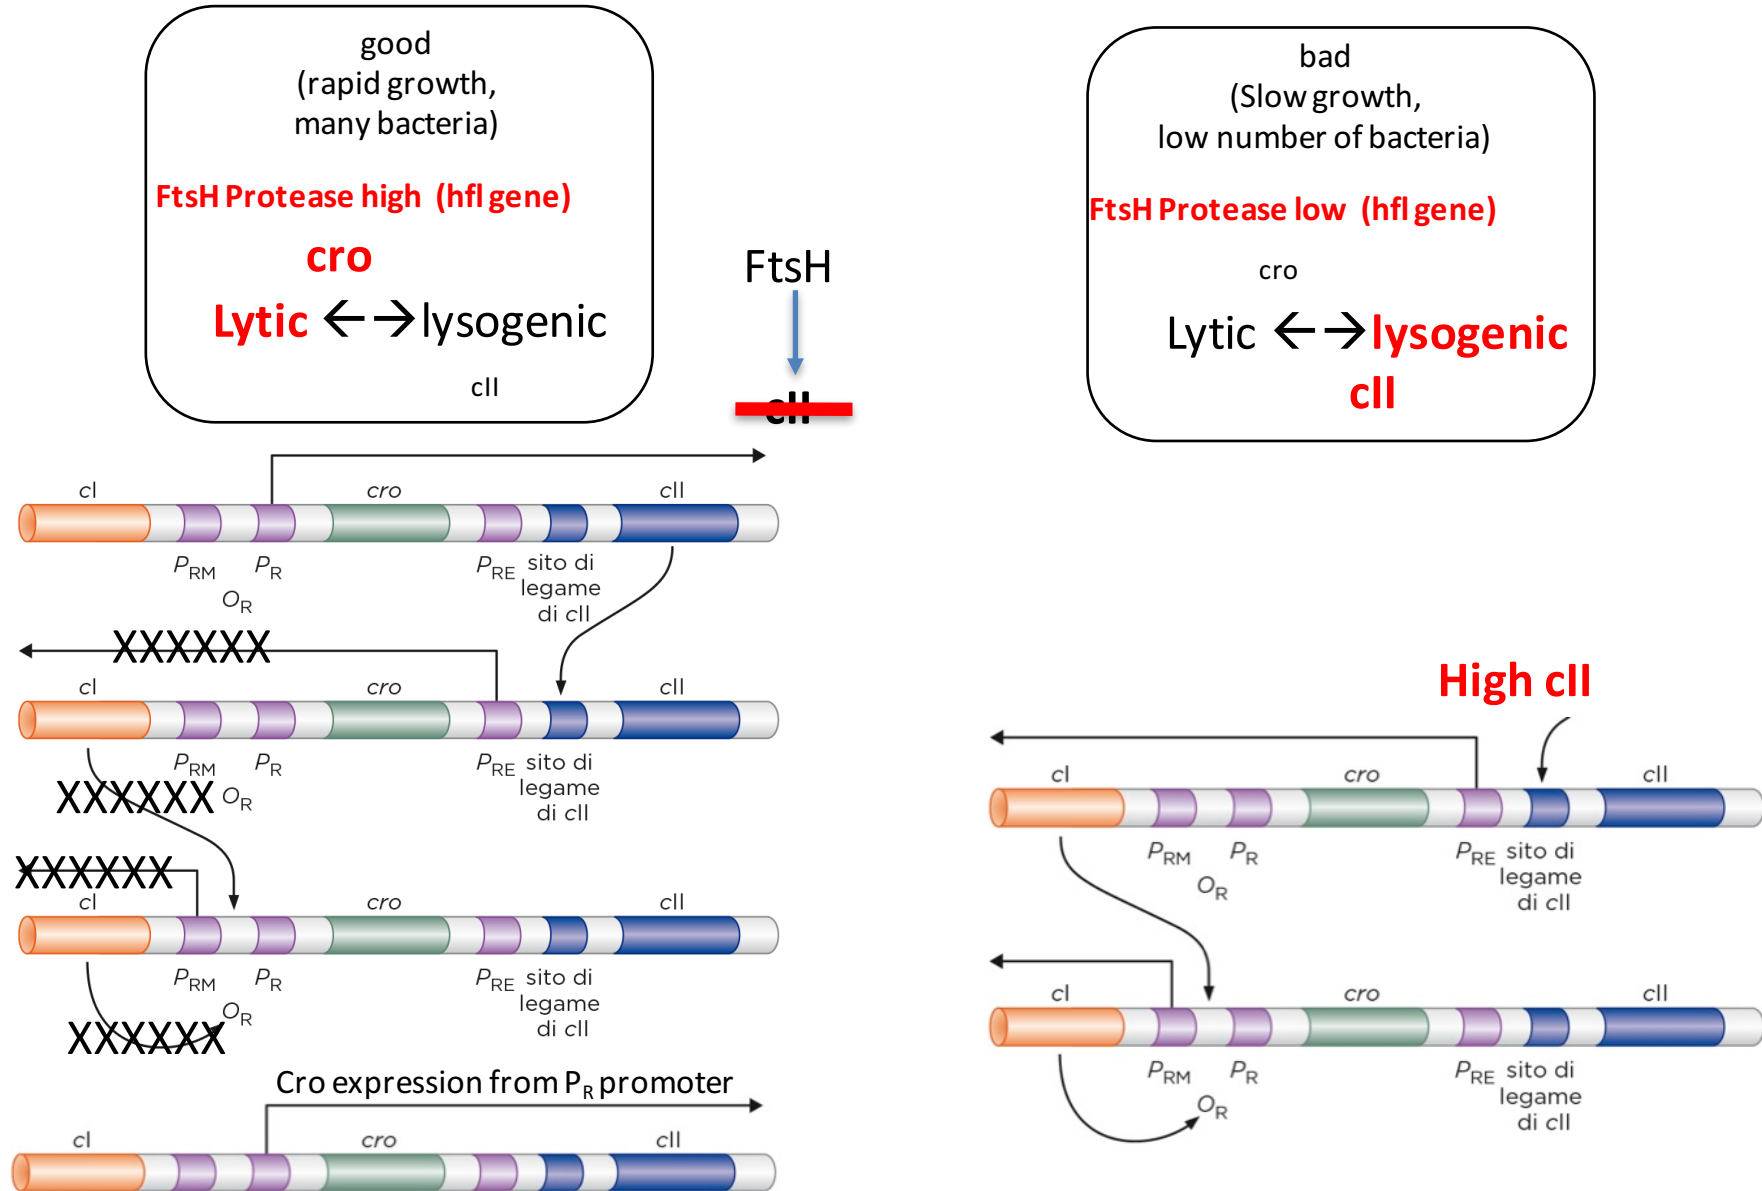 good
(rapid growth,
many bacteria)
FtsH Protease high (hfl gene)
cro
Lytic ←→lysogenic
cII
FtsH
cII
bad
(Slow growth,
low number of bacteria)
FtsH Protease low (hfl gene)
cro
Lytic ←→lysogenic
cII
cI cro cII
PRM PR PRE sito di
legame
di cII
OR
XXXXXX
cI cro cII
PRM PR PRE sito di
legame
di cII
XXXXXX OR
XXXXXX
cI cro cII
PRM PR PRE sito di
legame
di cII
OR
XXXXXX
Cro expression from PR promoter
cI cro cII
High cII
cI cro cII
PRM PR PRE sito di
legame
di cII
OR
cI cro cII
PRM PR PRE sito di
legame
di cII
OR